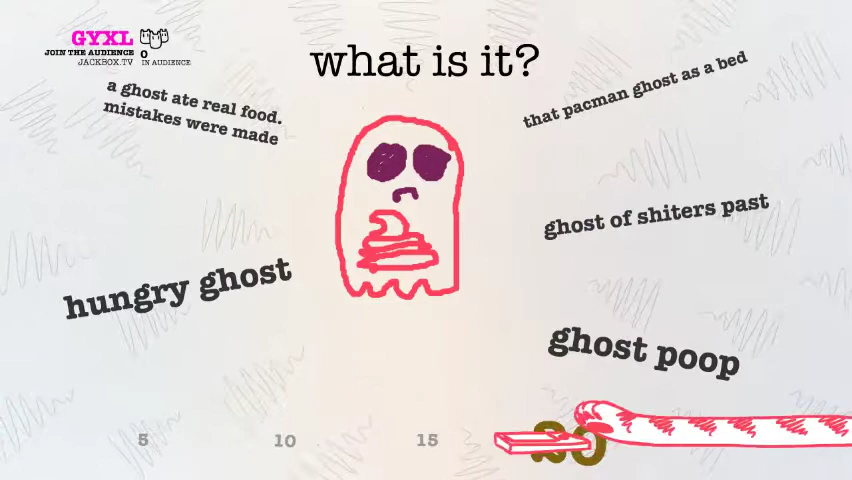 GYXL
JOIN THE AUDIENCE
JACKBOX.TV
0
IN AUDIENCE
what is it?
a ghost ate real food.
mistakes were made
that pacman ghost as a bed
ghost of shiters past
hungry ghost
ghost poop
5
10
15
20